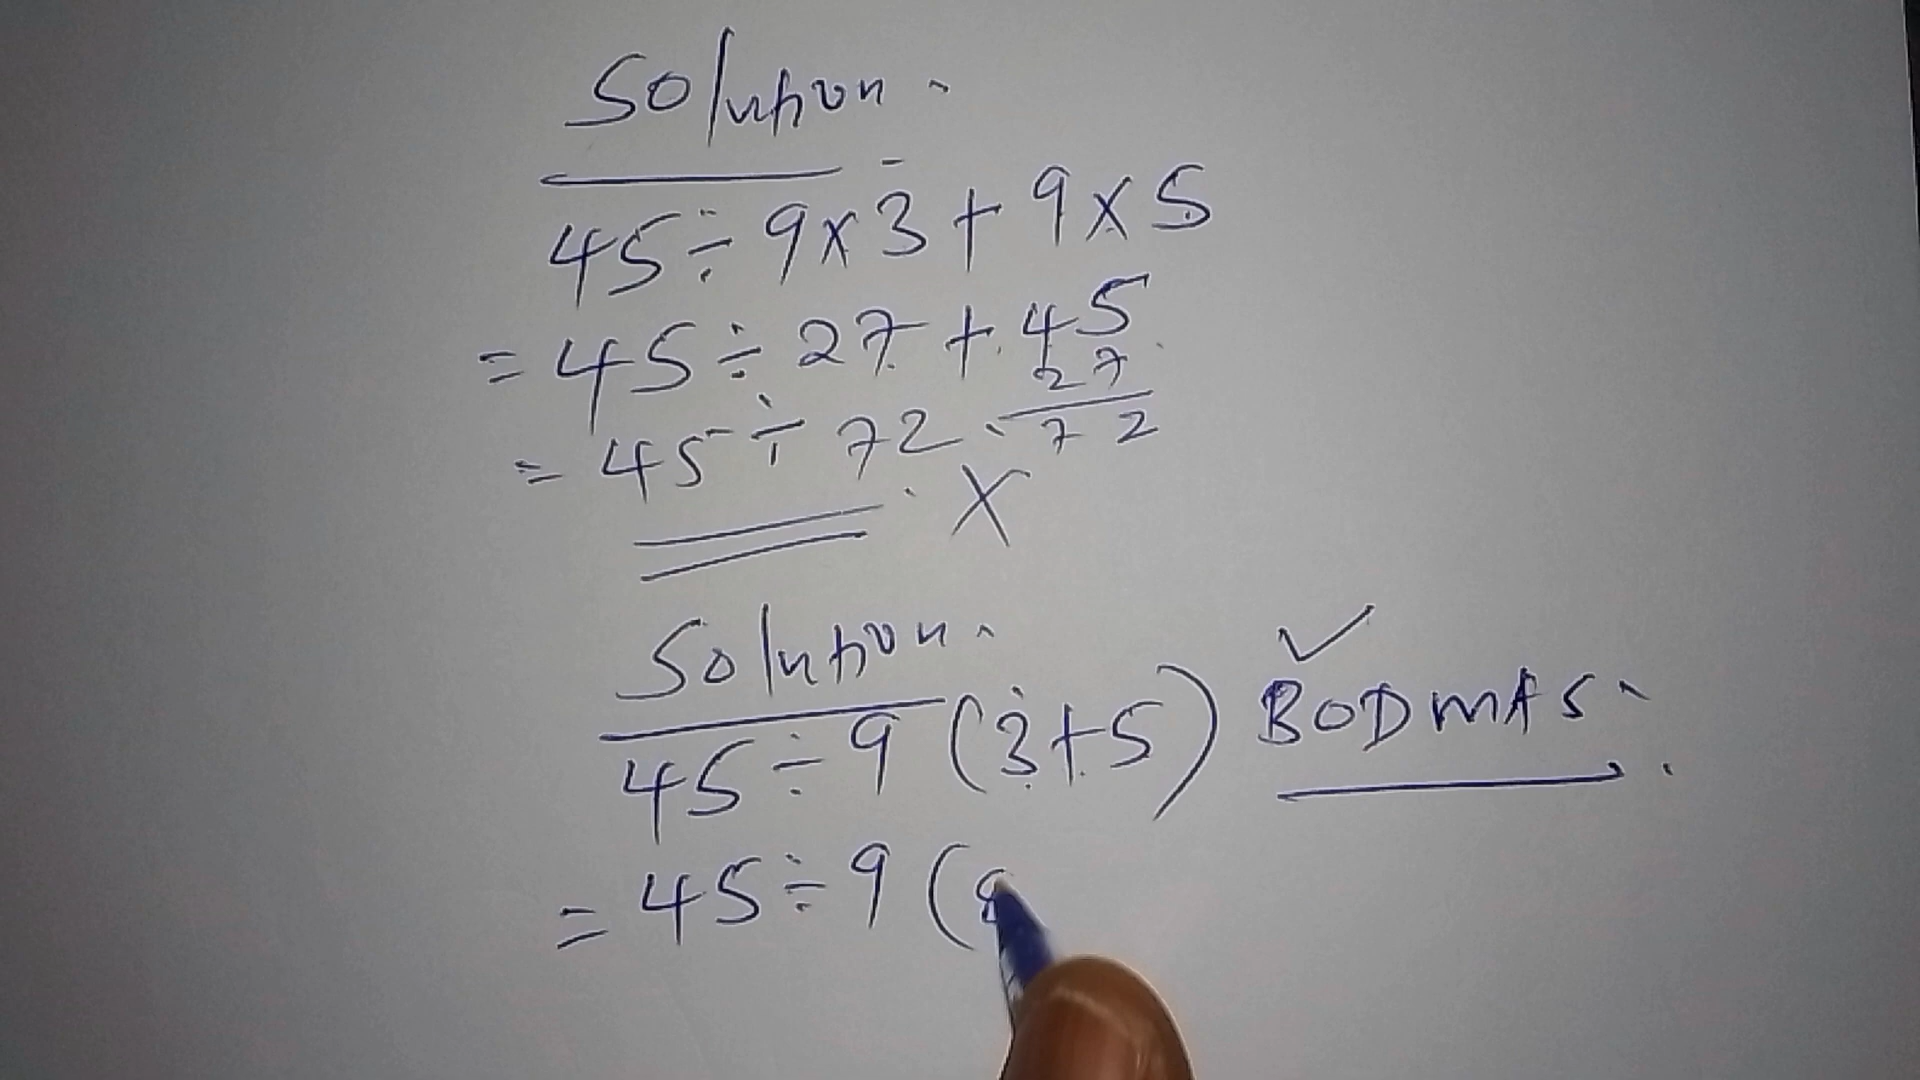 Solution.
45 ÷ 9 x 3 + 9 x 5
= 45 ÷ 27 + 45
27
= 45 ÷ 72. 72
X
Solution.
45 ÷ 9 (3+5) BODMAS. ✓
= 45 ÷ 9 (8